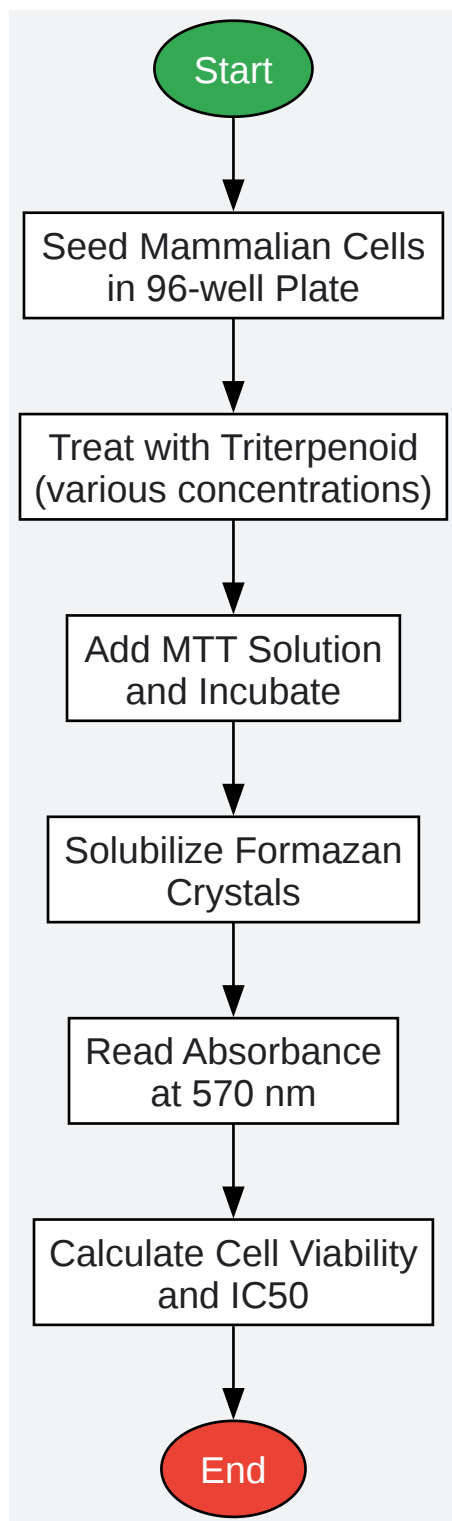 Start
Seed Mammalian Cells
in 96-well Plate
Treat with Triterpenoid
(various concentrations)
Add MTT Solution
and Incubate
Solubilize Formazan
Crystals
Read Absorbance
at 570 nm
Calculate Cell Viability
and IC50
End